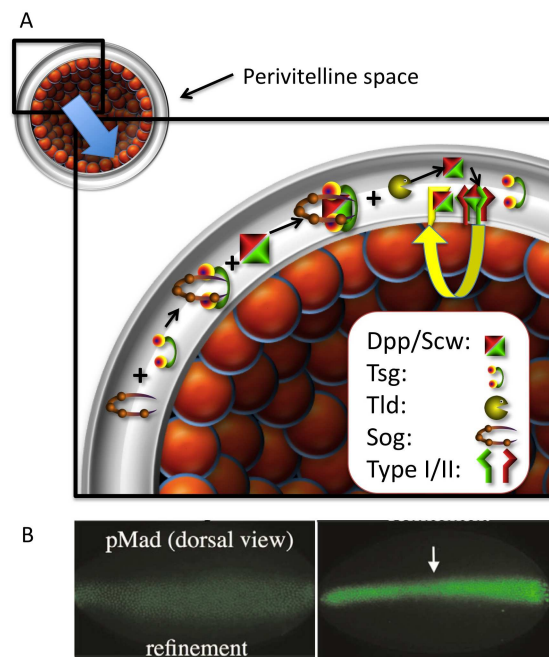 A
Perivitelline space
+
+
+
Dpp/Scw:
Tsg:
Tld:
Sog:
Type I/II:
B
pMad (dorsal view)
refinement